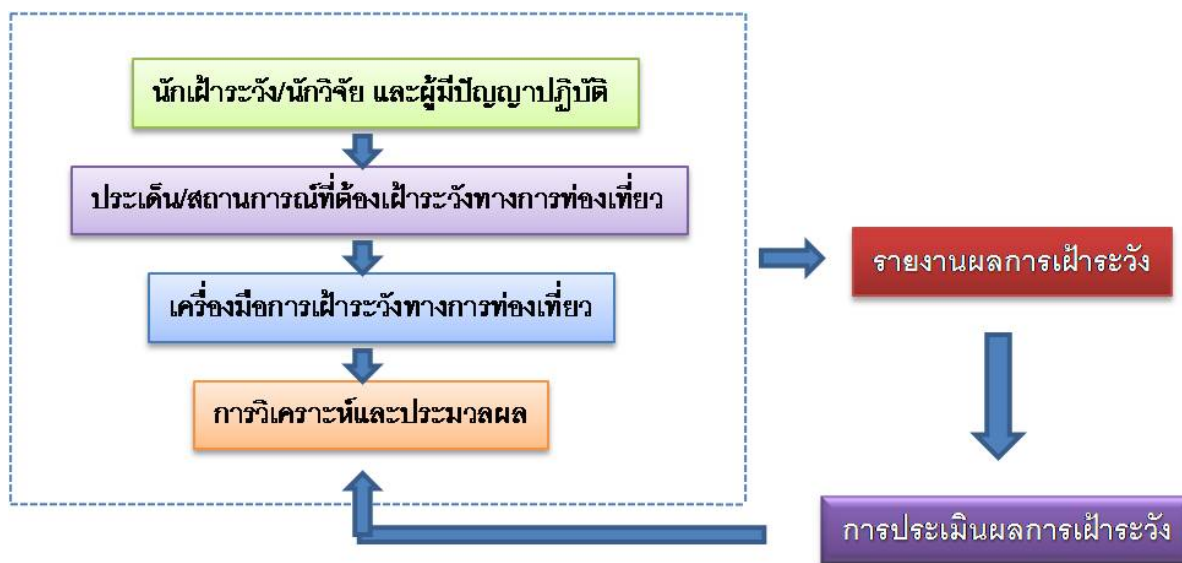 นักเฝ้าระวัง/นักวิจัย และผู้มีปัญญาปฏิบัติ
ประเด็น/สถานการณ์ที่ต้องเฝ้าระวังทางการท่องเที่ยว
เครื่องมือการเฝ้าระวังทางการท่องเที่ยว
การวิเคราะห์และประมวลผล
รายงานผลการเฝ้าระวัง
การประเมินผลการเฝ้าระวัง